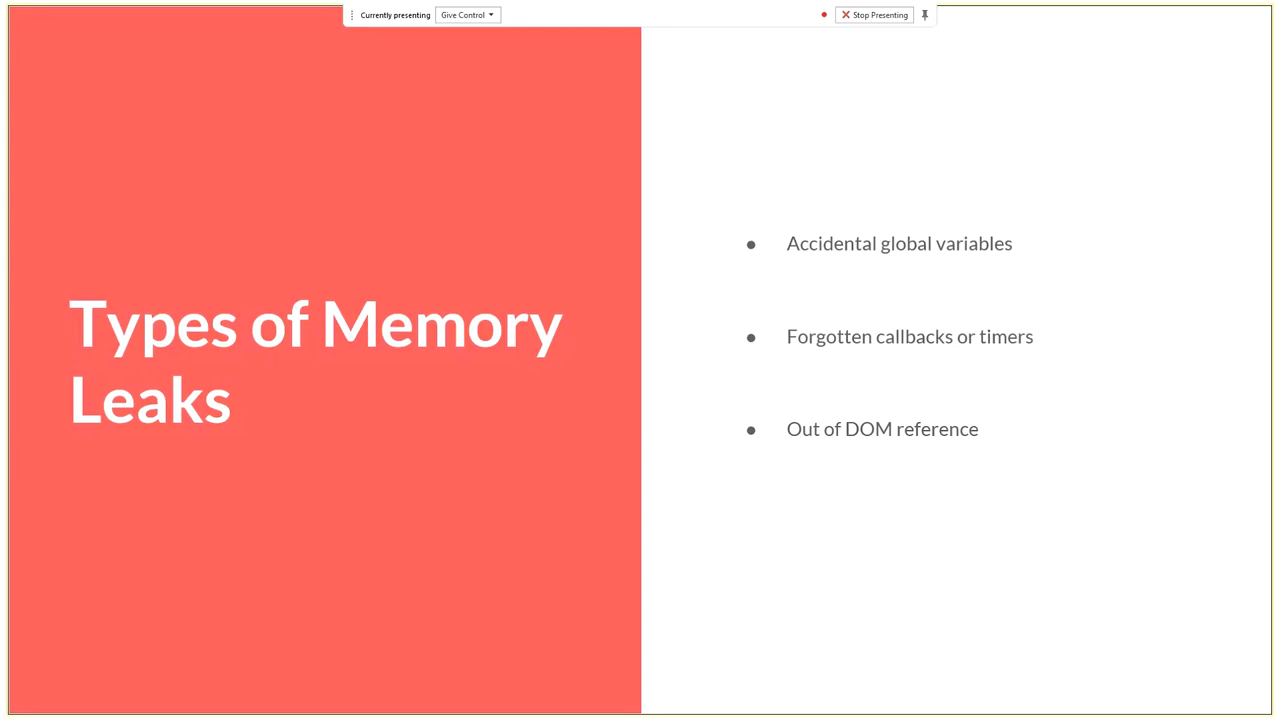 Currently presenting Give Control Stop Presenting
Types of Memory
Leaks
● Accidental global variables
● Forgotten callbacks or timers
● Out of DOM reference